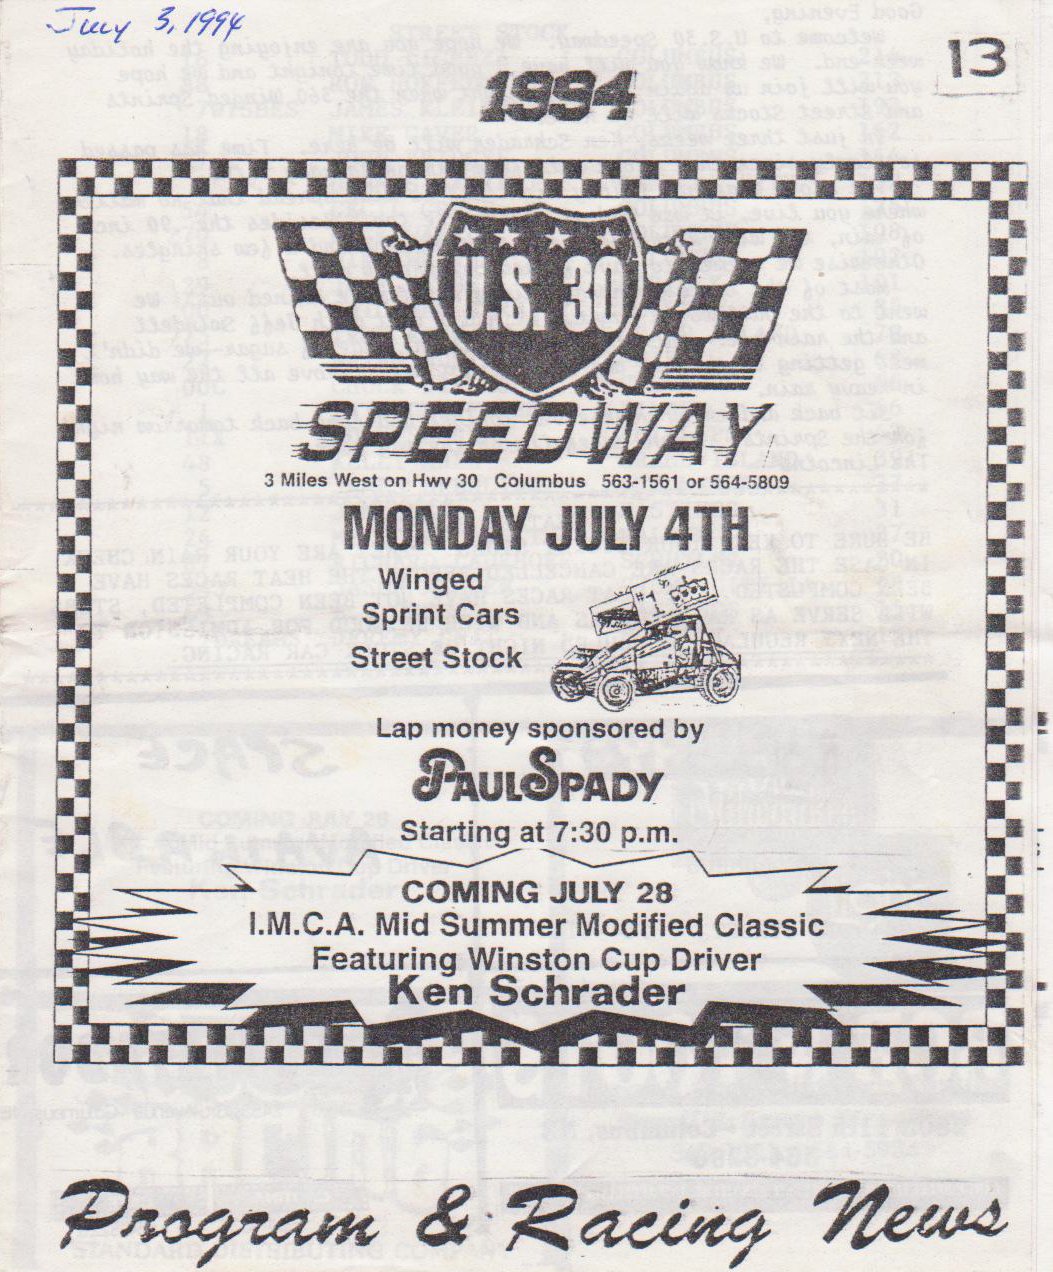 July 3, 1994
13
1994
U.S. 30
SPEEDWAY
3 Miles West on Hwy 30 Columbus 563-1561 or 564-5809
MONDAY JULY 4TH
Winged
Sprint Cars
Street Stock
#1
Lap money sponsored by
PAUL SPADY
Starting at 7:30 p.m.
COMING JULY 28
I.M.C.A. Mid Summer Modified Classic
Featuring Winston Cup Driver
Ken Schrader
Program & Racing News